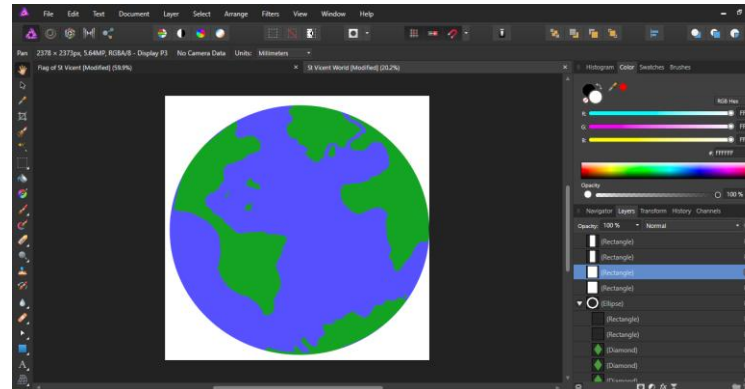 File Edit Text Document Layer Select Arrange Filters View Window Help
Pan 2378 × 2373px, 5.64MP, RGBA/8 - Display P3 No Camera Data Units: Millimeters
Flag of St Vicent [Modified] (59.9%) × St Vicent World [Modified] (20.2%) ×
Histogram Color Swatches Brushes
RGB Hex
R:
G:
B:
#: FFFFFF
Opacity
100 %
Navigator Layers Transform History Channels
Opacity: 100 % Normal
(Rectangle)
(Rectangle)
(Rectangle)
(Rectangle)
(Ellipse)
(Rectangle)
(Rectangle)
(Diamond)
(Diamond)
(Diamond)